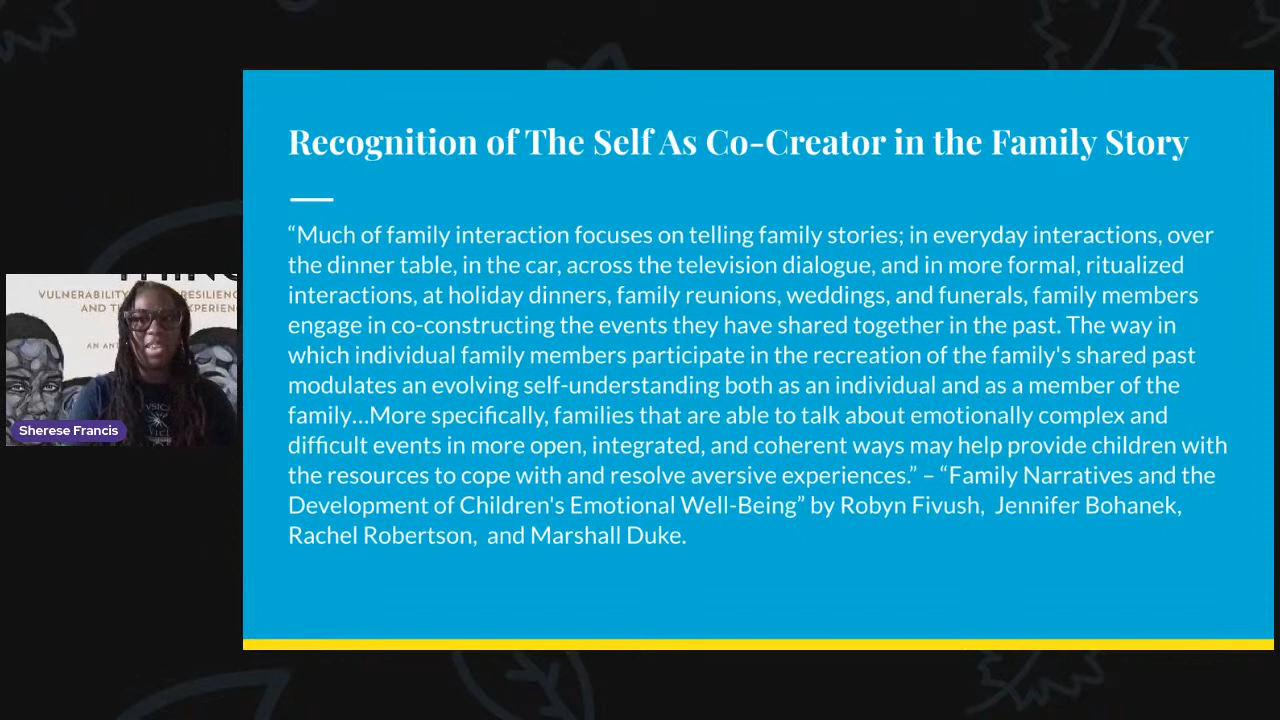 Recognition of The Self As Co-Creator in the Family Story
“Much of family interaction focuses on telling family stories; in everyday interactions, over
the dinner table, in the car, across the television dialogue, and in more formal, ritualized
interactions, at holiday dinners, family reunions, weddings, and funerals, family members
engage in co-constructing the events they have shared together in the past. The way in
which individual family members participate in the recreation of the family's shared past
modulates an evolving self-understanding both as an individual and as a member of the
family…More specifically, families that are able to talk about emotionally complex and
difficult events in more open, integrated, and coherent ways may help provide children with
the resources to cope with and resolve aversive experiences.” – “Family Narratives and the
Development of Children's Emotional Well-Being” by Robyn Fivush,  Jennifer Bohanek,
Rachel Robertson,  and Marshall Duke.
VULNERABILITY
AND
AN
Sherese Francis